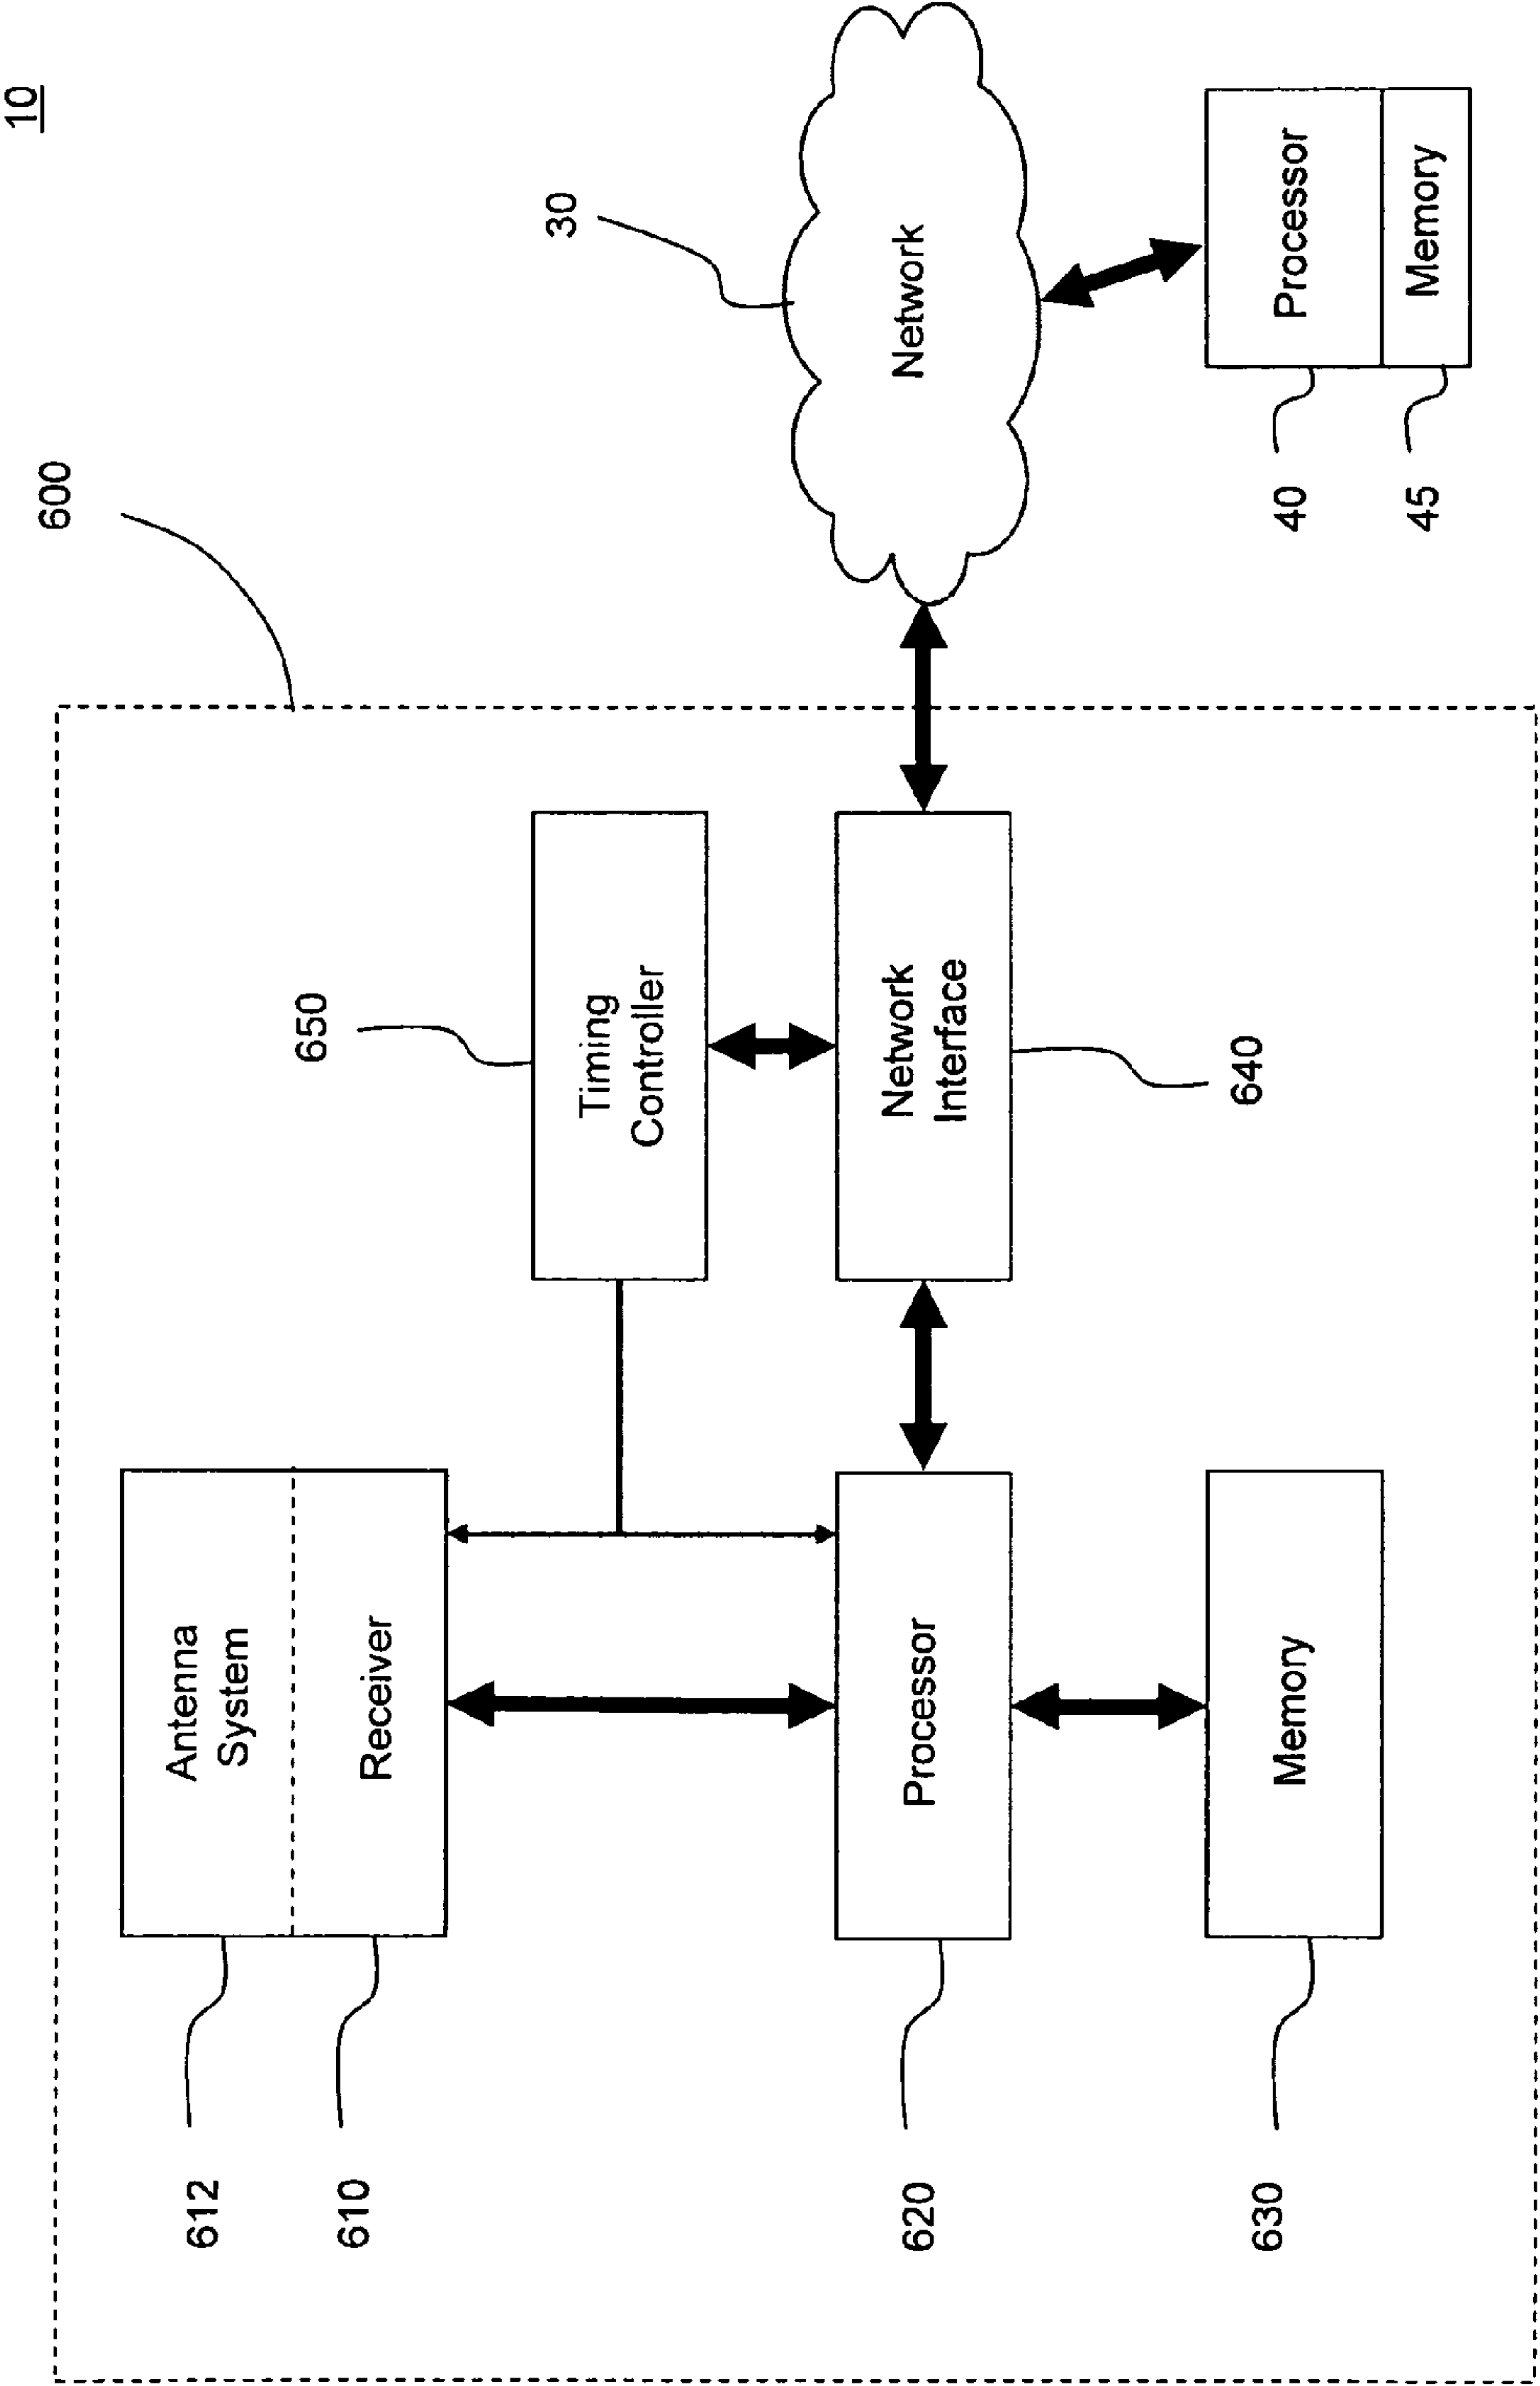 10
600
612
Antenna
System
610
Receiver
650
Timing
Controller
30
Network
620
Processor
Network
Interface
640
630
Memory
40
Processor
45
Memory